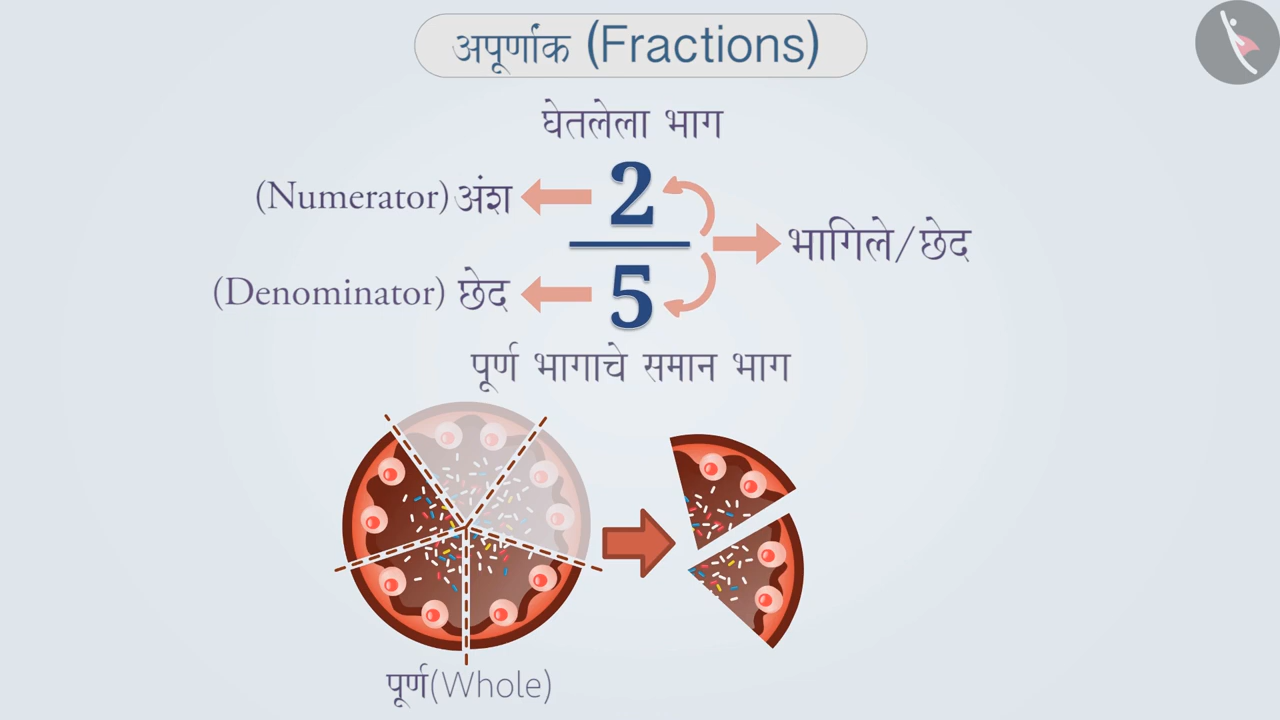 अपूर्णांक (Fractions)
घेतलेला भाग
(Numerator) अंश
2
भागिले/छेद
(Denominator) छेद
5
पूर्ण भागाचे समान भाग
पूर्ण(Whole)